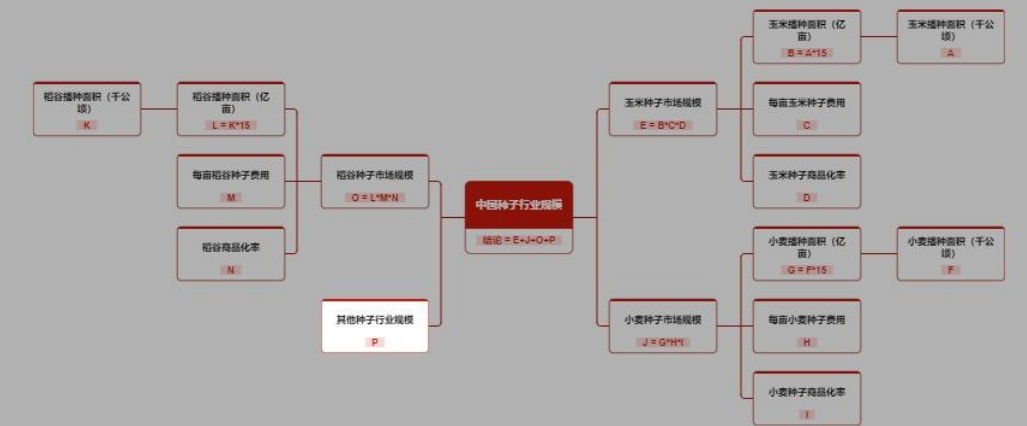 玉米播种面积（亿
亩）
B = A*15
玉米播种面积（千公
顷）
A
稻谷播种面积（千公
顷）
K
稻谷播种面积（亿
亩）
L = K*15
玉米种子市场规模
E = B*C*D
每亩玉米种子费用
C
每亩稻谷种子费用
M
稻谷种子市场规模
O = L*M*N
中国种子行业规模
结论 = E+J+O+P
玉米种子商品化率
D
稻谷商品化率
N
小麦播种面积（亿
亩）
G = F*15
小麦播种面积（千公
顷）
F
其他种子行业规模
P
小麦种子市场规模
J = G*H*I
每亩小麦种子费用
H
小麦种子商品化率
I